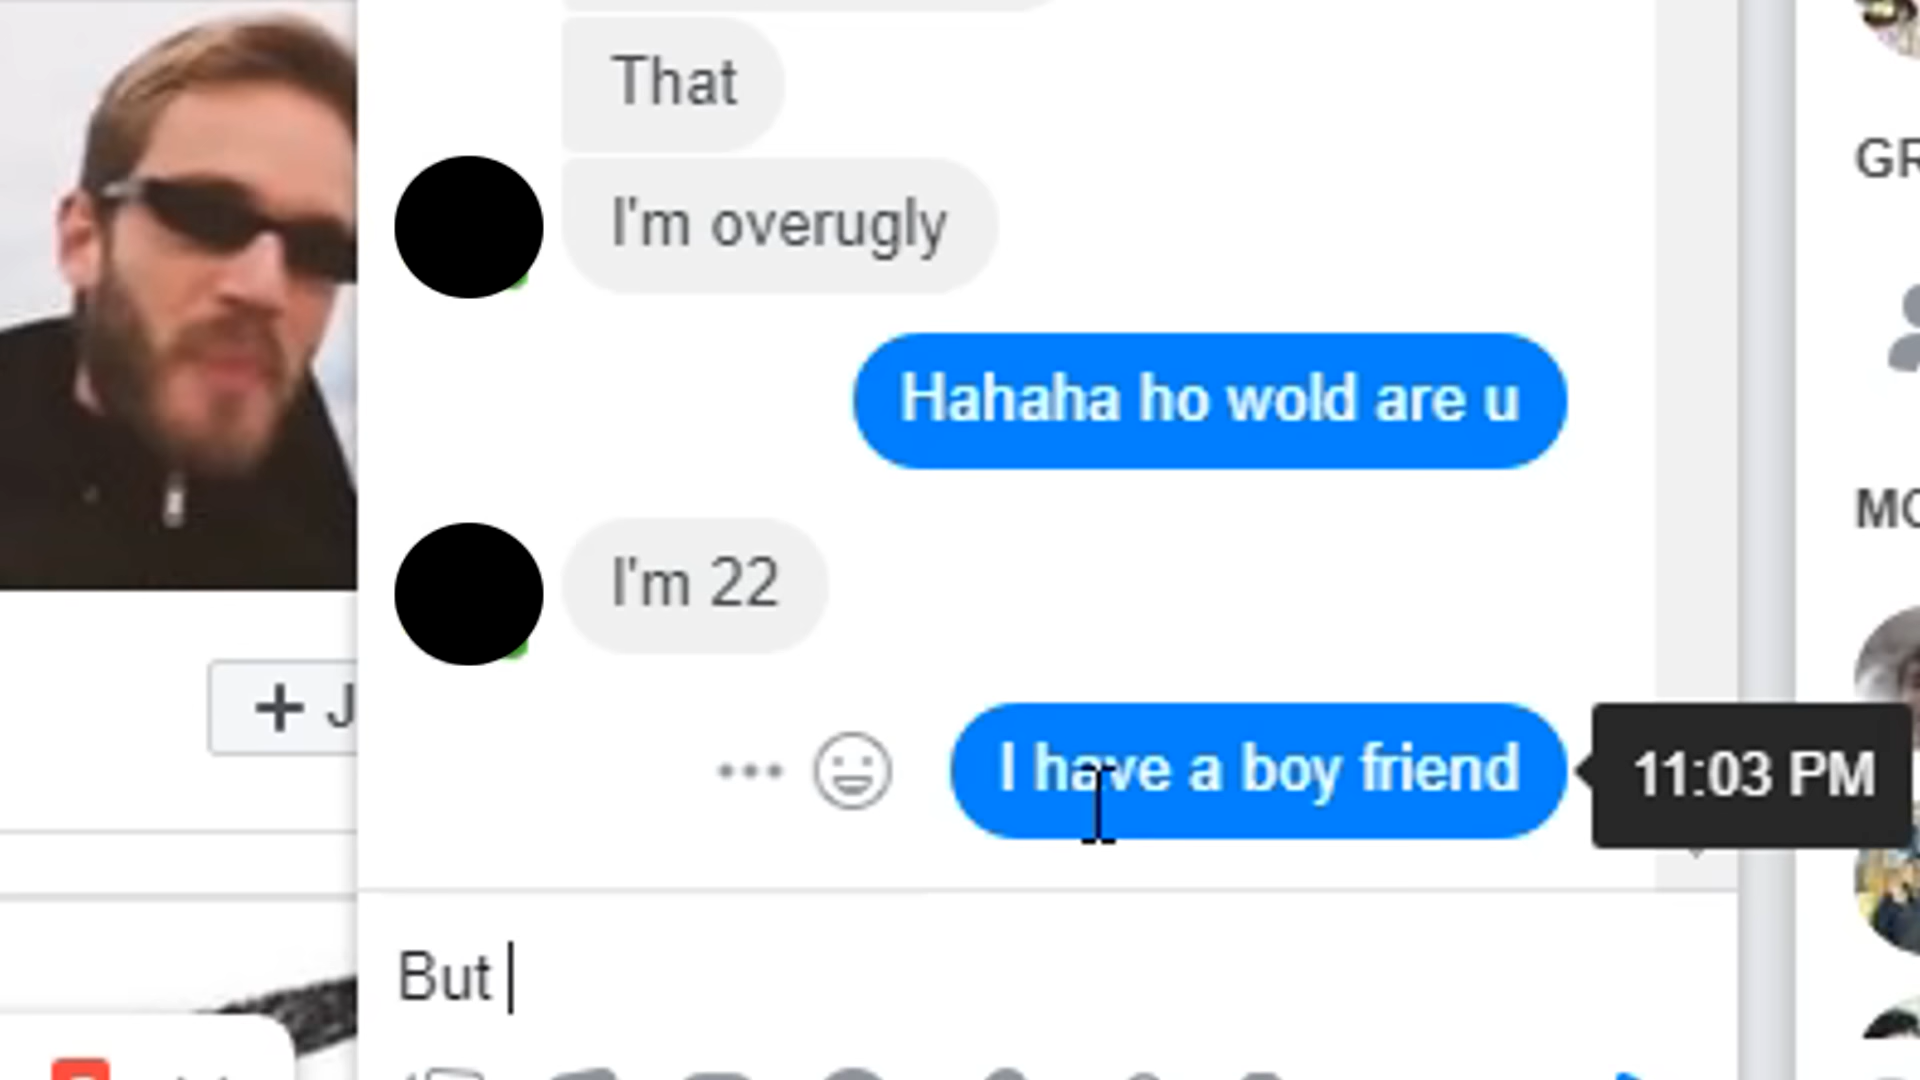 That
I'm overugly
Hahaha ho wold are u
I'm 22
I have a boy friend
11:03 PM
But
GR
MO
+ J